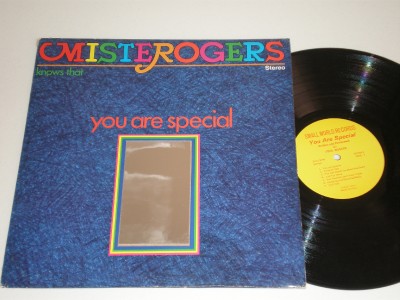 MISTEROGERS
knows that
Stereo
you are special
SMALL WORLD RECORDS
You Are Special